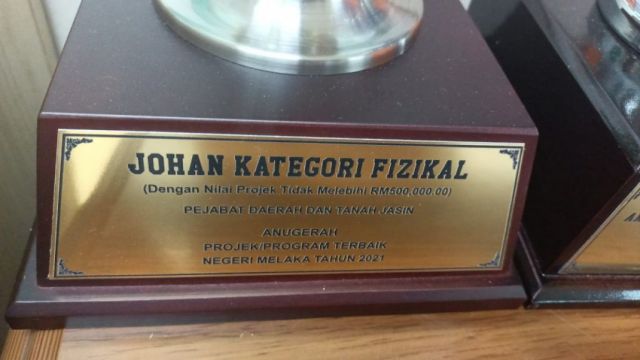 JOHAN KATEGORI FIZIKAL
(Dengan Nilai Projek Tidak Melebihi RM500,000.00)
PEJABAT DAERAH DAN TANAH JASIN
ANUGERAH
PROJEK/PROGRAM TERBAIK
NEGERI MELAKA TAHUN 2021